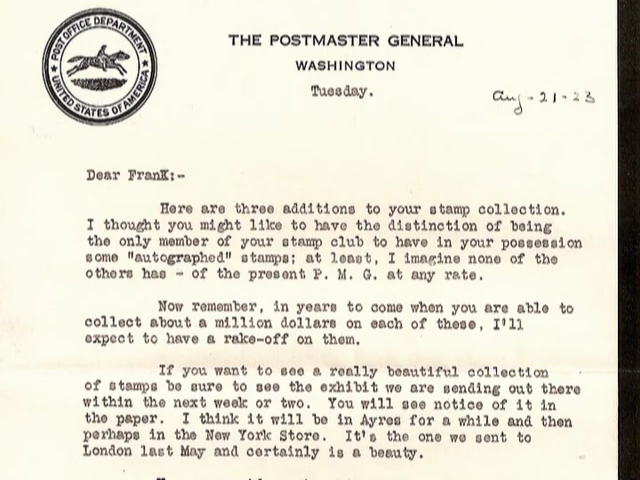 POST OFFICE DEPARTMENT
UNITED STATES OF AMERICA
THE POSTMASTER GENERAL
WASHINGTON
Tuesday.
Aug-21-23
Dear FranK:-
Here are three additions to your stamp collection.
I thought you might like to have the distinction of being
the only member of your stamp club to have in your possession
some "autographed" stamps; at least, I imagine none of the
others has - of the present P. M. G. at any rate.
Now remember, in years to come when you are able to
collect about a million dollars on each of these, I'll
expect to have a rake-off on them.
If you want to see a really beautiful collection
of stamps be sure to see the exhibit we are sending out there
within the next week or two. You will see notice of it in
the paper. I think it will be in Ayres for a while and then
perhaps in the New York Store. It's the one we sent to
London last May and certainly is a beauty.